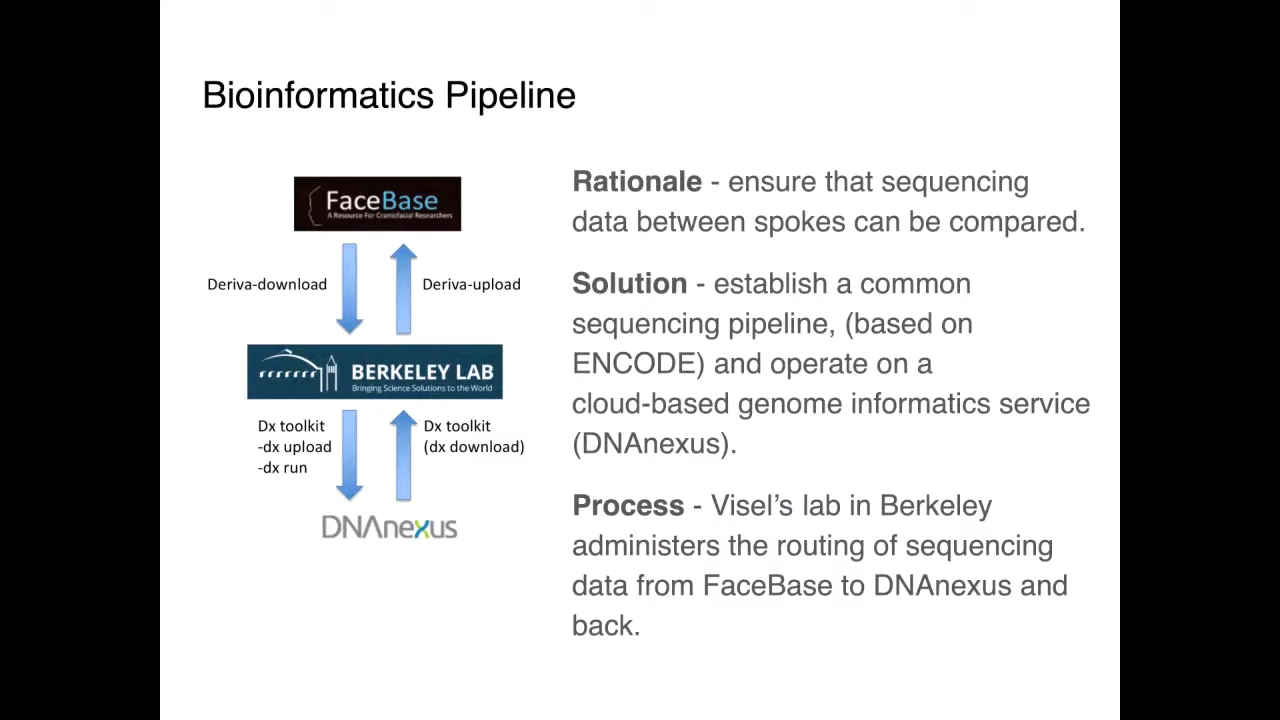 Bioinformatics Pipeline
FaceBase
A Resource For Craniofacial Researchers
Deriva-download
Deriva-upload
BERKELEY LAB
Bringing Science Solutions to the World
Dx toolkit
-dx upload
-dx run
Dx toolkit
(dx download)
DNAnexus
Rationale - ensure that sequencing
data between spokes can be compared.
Solution - establish a common
sequencing pipeline, (based on
ENCODE) and operate on a
cloud-based genome informatics service
(DNAnexus).
Process - Visel’s lab in Berkeley
administers the routing of sequencing
data from FaceBase to DNAnexus and
back.